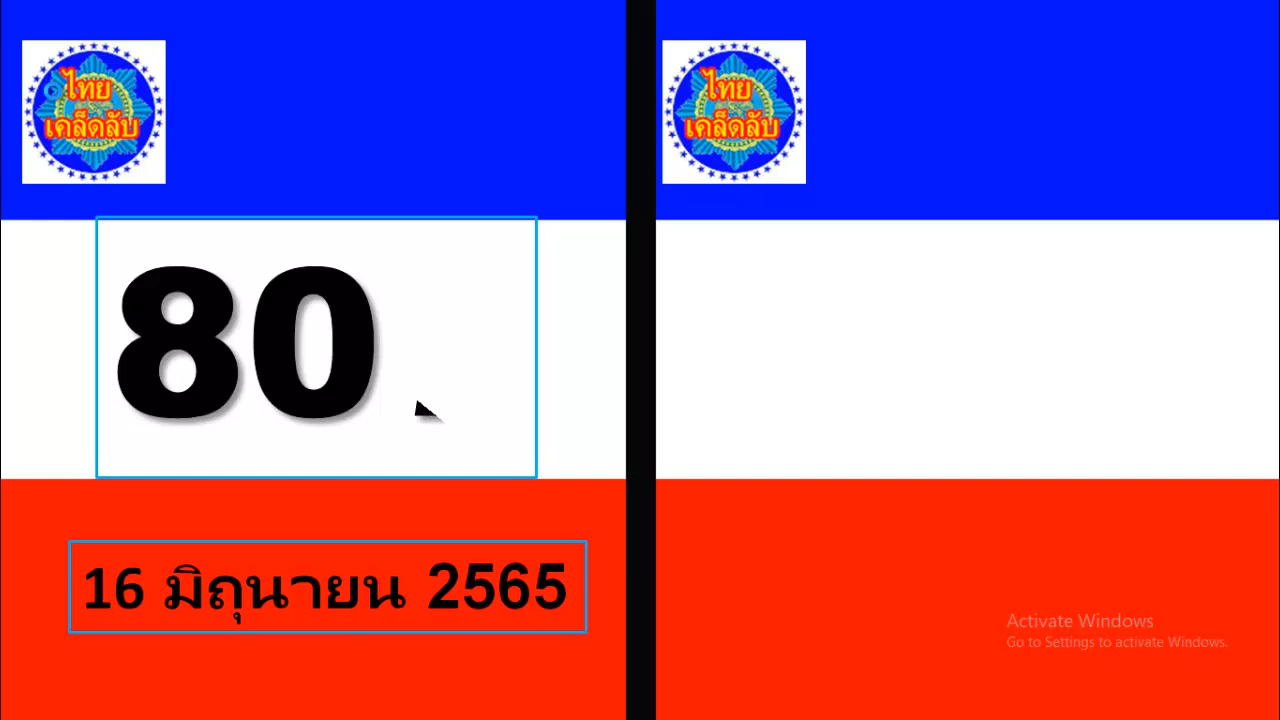 ไทย
เคล็ดลับ
80
16 มิถุนายน 2565
ไทย
เคล็ดลับ
Activate Windows
Go to Settings to activate Windows.